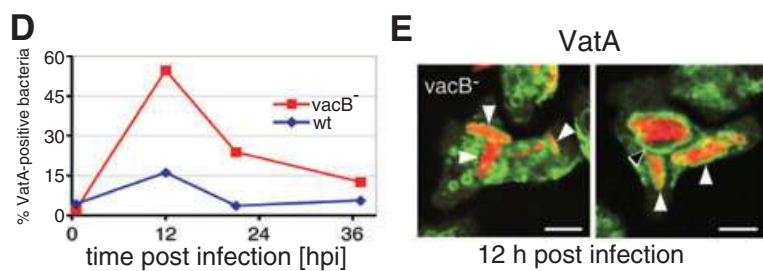 D
60
45
30
15
0
% VatA-positive bacteria
vacB⁻
wt
0 12 24 36
time post infection [hpi]
E
VatA
vacB⁻
12 h post infection